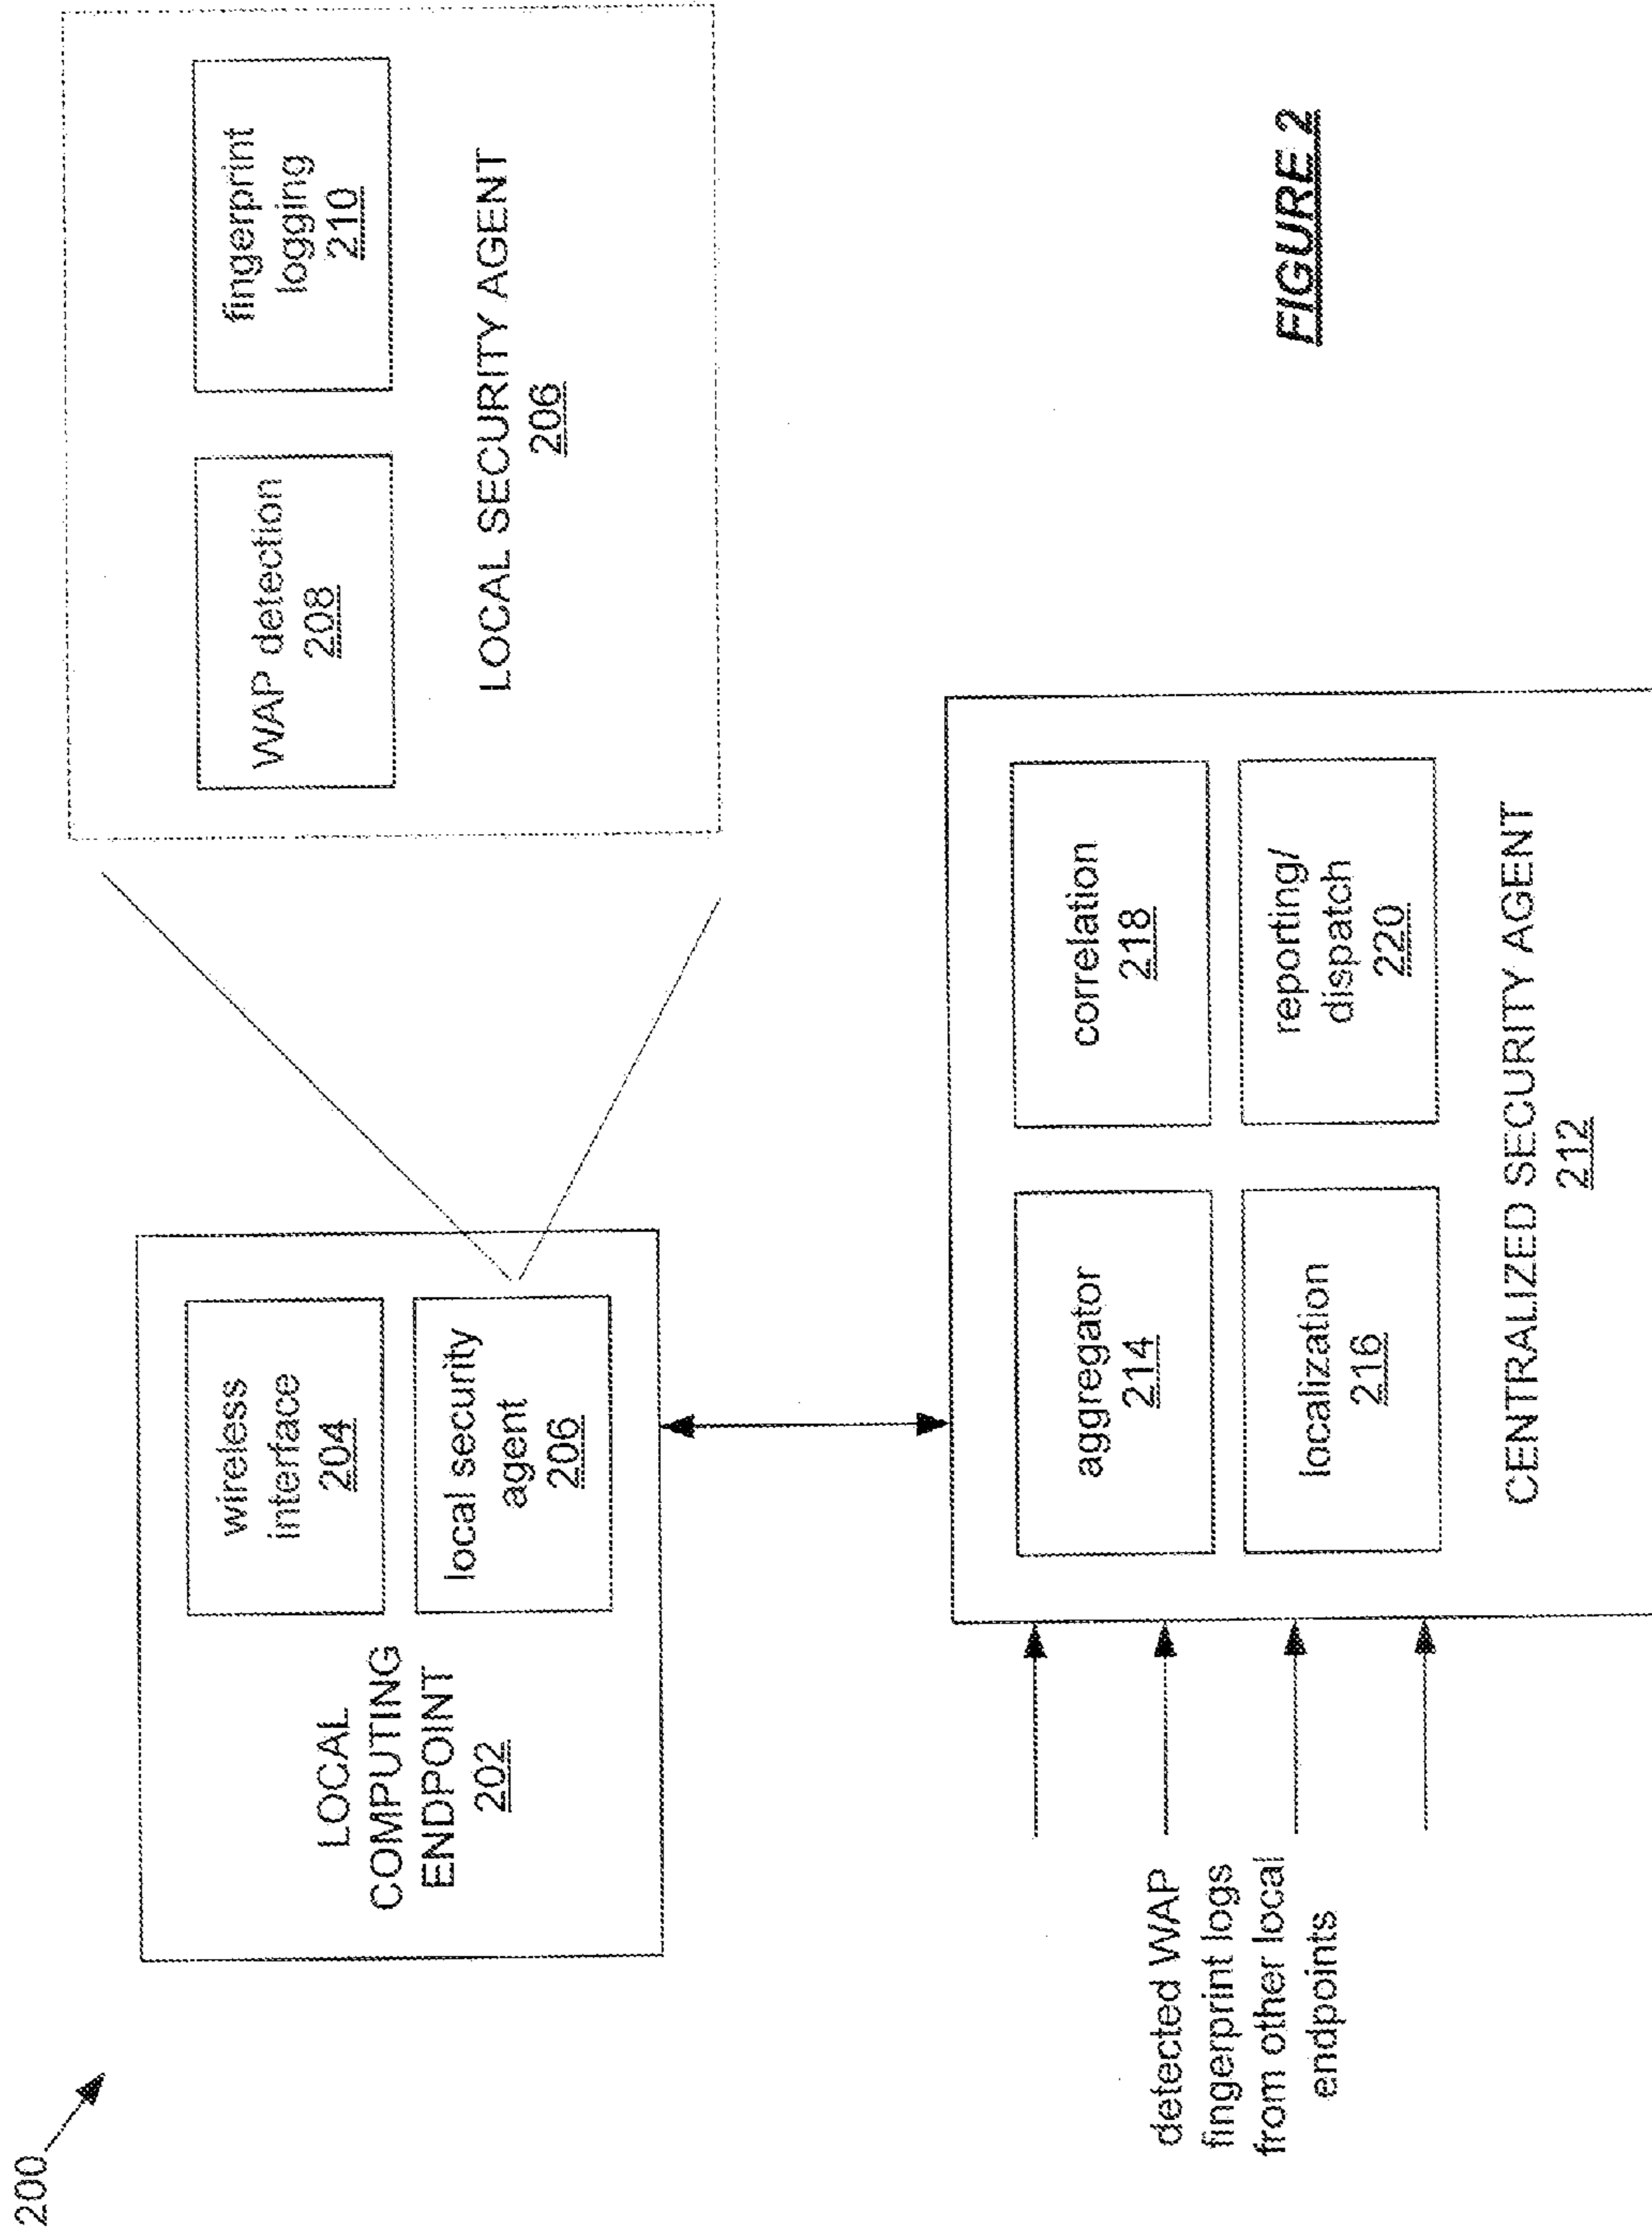 200
LOCAL
COMPUTING
ENDPOINT
202
wireless
interface
204
local security
agent
206
WAP detection
208
fingerprint
logging
210
LOCAL SECURITY AGENT
206
detected WAP
fingerprint logs
from other local
endpoints
aggregator
214
correlation
218
localization
216
reporting/
dispatch
220
CENTRALIZED SECURITY AGENT
212
FIGURE 2